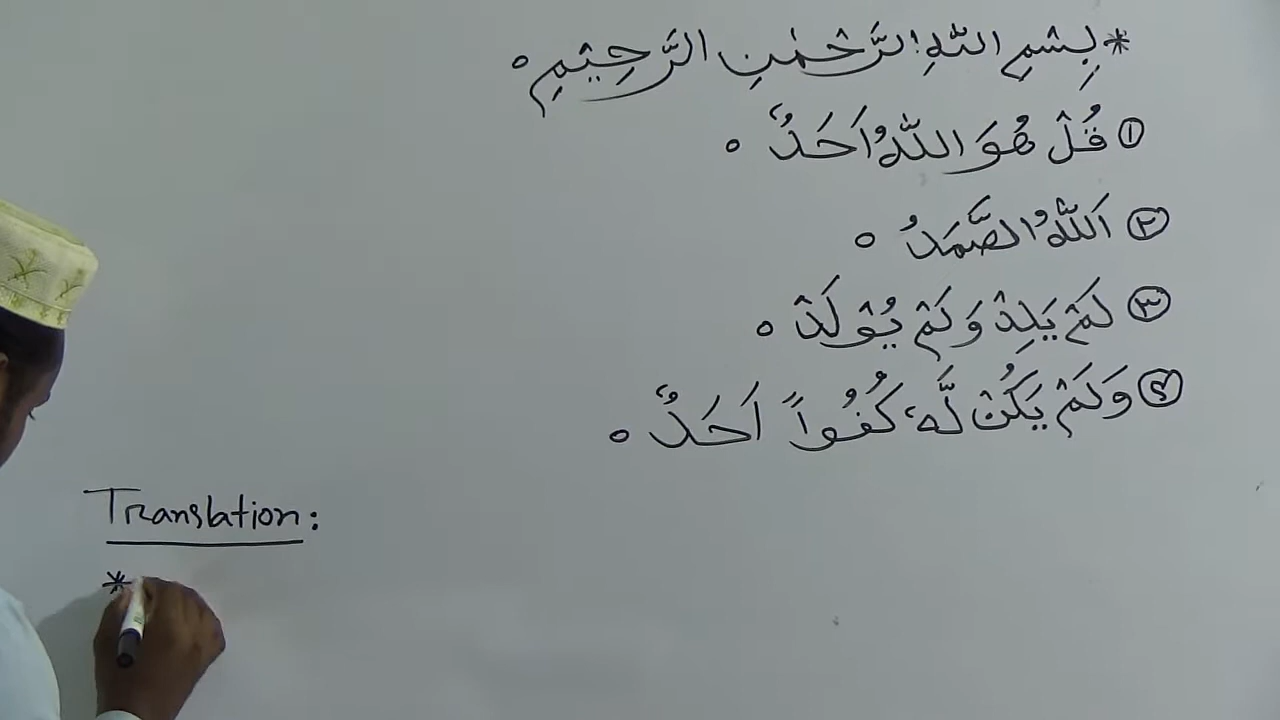 * بِسْمِ اللّٰهِ الرَّحْمٰنِ الرَّحِيْمِ ○
① قُلْ هُوَ اللّٰهُ اَحَدٌ ○
② اَللّٰهُ الصَّمَدُ ○
③ لَمْ يَلِدْ وَلَمْ يُوْلَدْ ○
④ وَلَمْ يَكُنْ لَّهٗ كُفُوًا اَحَدٌ ○
Translation:
*